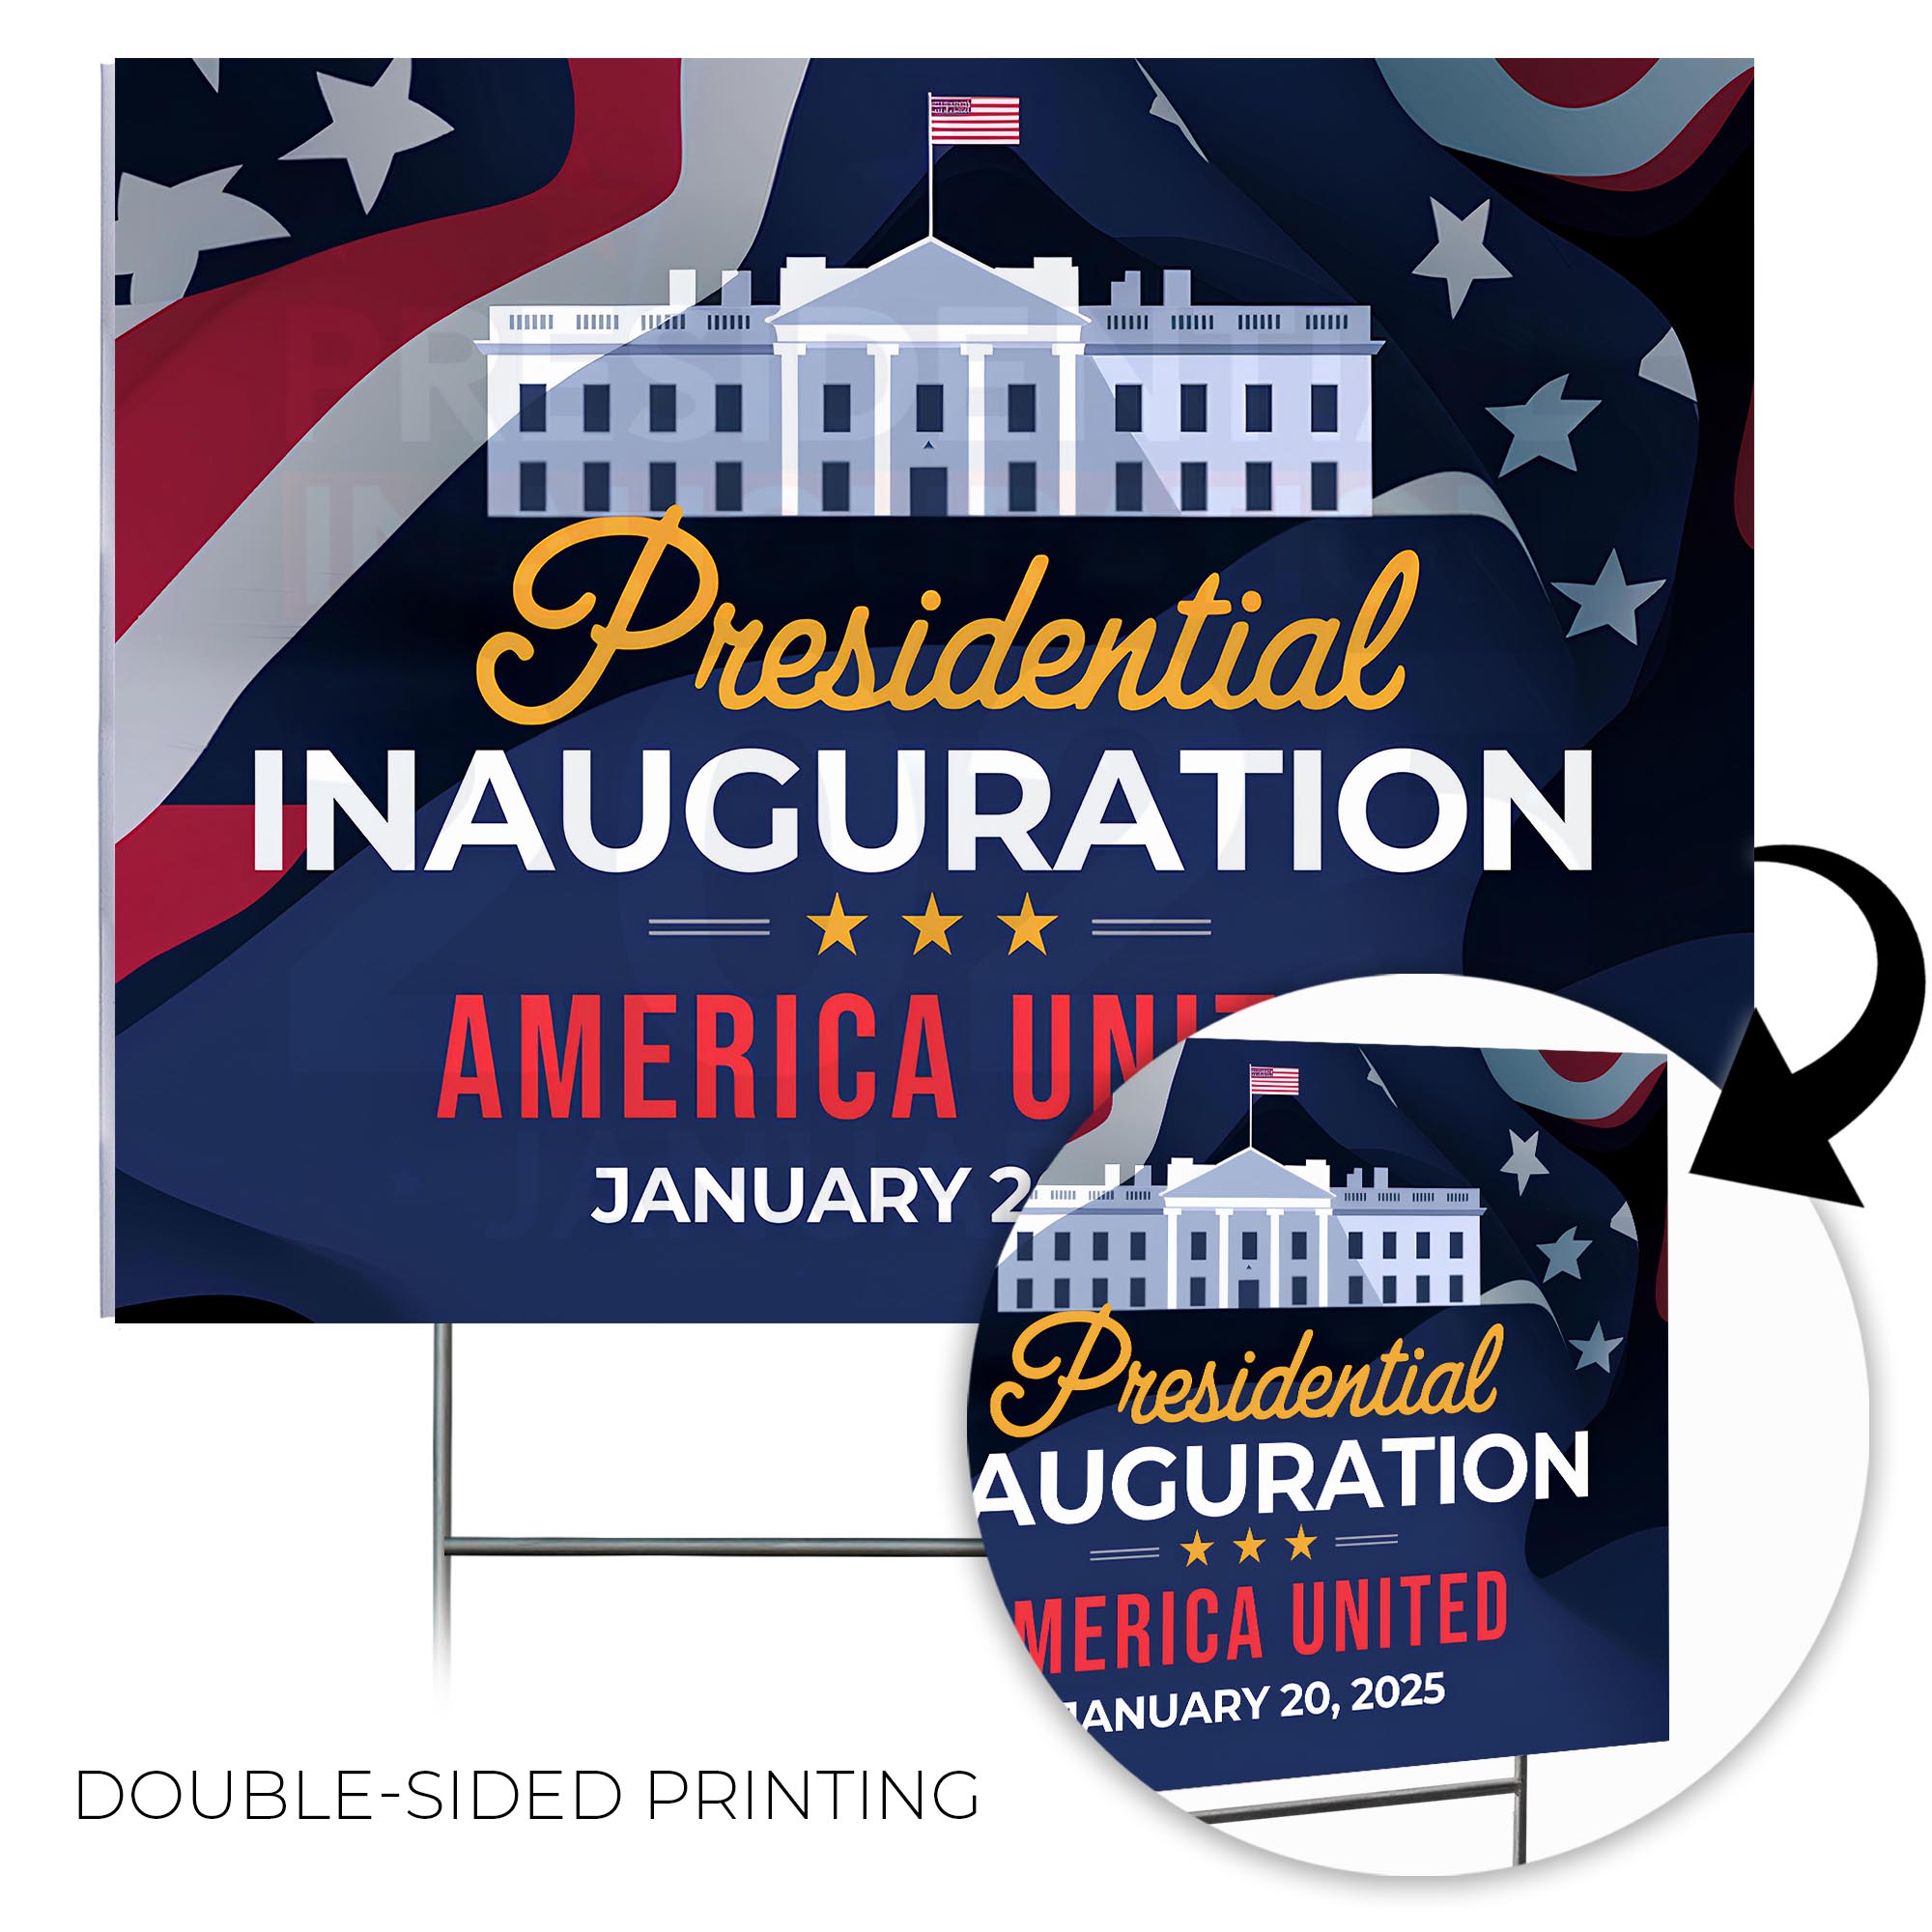 Presidential
INAUGURATION
AMERICA UNIT
JANUARY 2
Presidential
AUGURATION
MERICA UNITED
JANUARY 20, 2025
DOUBLE-SIDED PRINTING